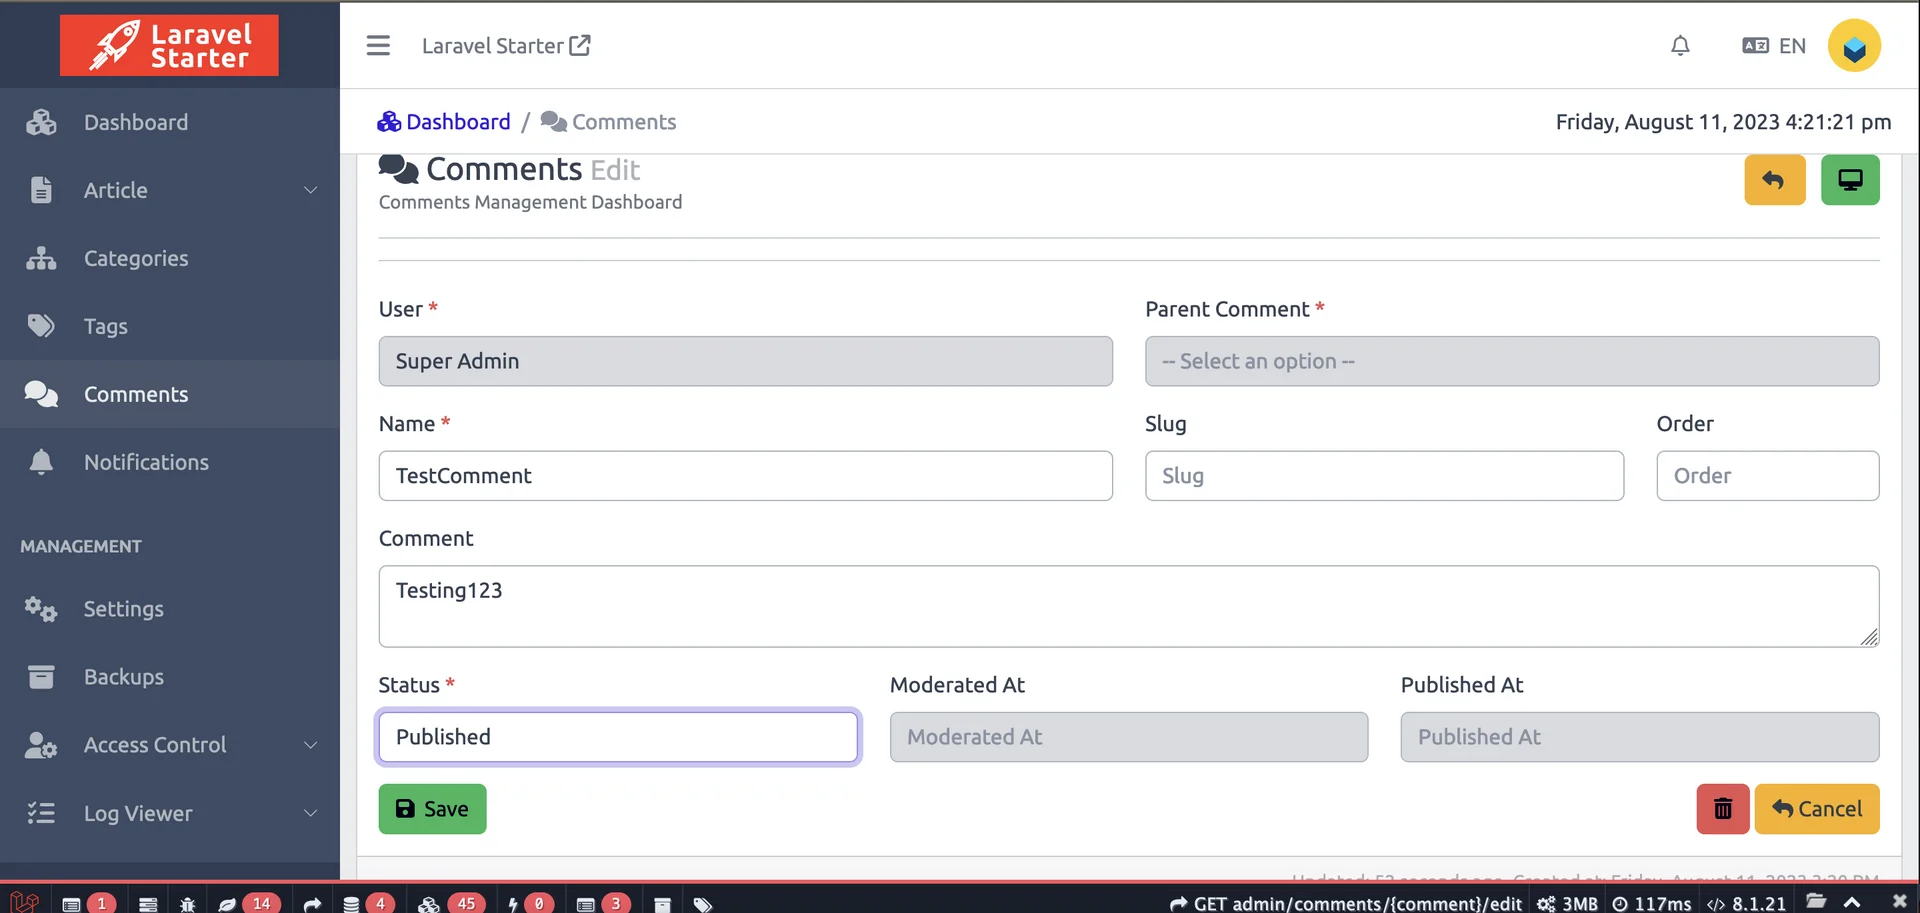 Laravel
Starter
Laravel Starter
EN
Dashboard
Article
Categories
Tags
Comments
Notifications
MANAGEMENT
Settings
Backups
Access Control
Log Viewer
Dashboard / Comments
Friday, August 11, 2023 4:21:21 pm
Comments Edit
Comments Management Dashboard
User *
Super Admin
Parent Comment *
-- Select an option --
Name *
TestComment
Slug
Slug
Order
Order
Comment
Testing123
Status *
Published
Moderated At
Moderated At
Published At
Published At
Save
Cancel
1 14 4 45 0 3
GET admin/comments/{comment}/edit 3MB 117ms 8.1.21